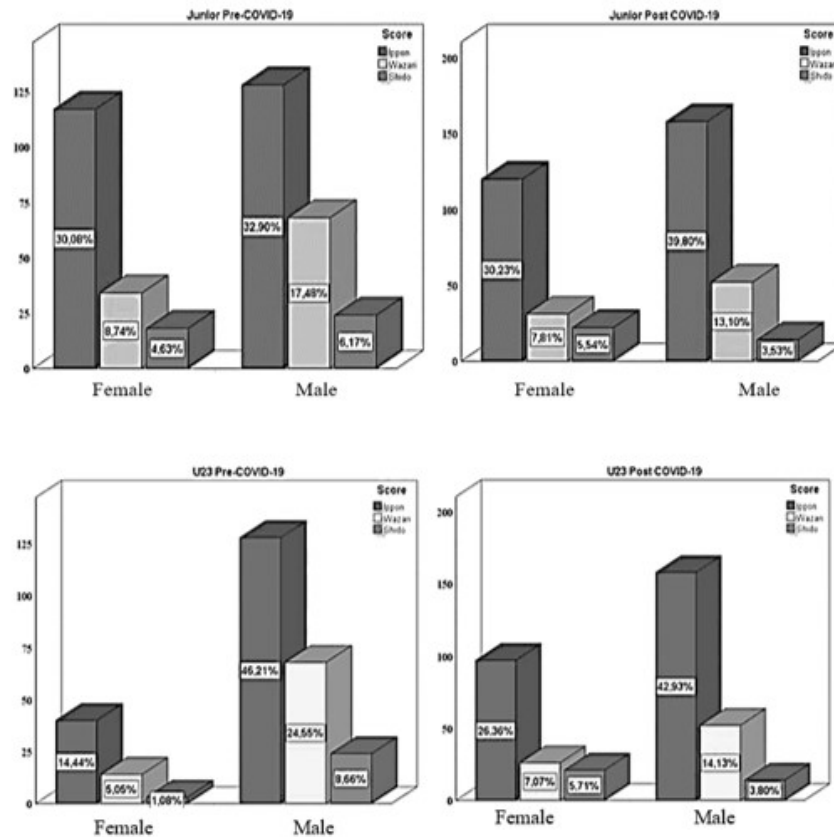 Junior Pre-COVID-19
Score
Ippon
Wazari
Shido
125
100
75
50
25
0
30,08%
8,74%
4,63%
32,90%
17,48%
6,17%
Female Male
Junior Post COVID-19
Score
Ippon
Wazari
Shido
200
150
100
50
0
30,23%
7,81%
5,54%
39,80%
13,10%
3,53%
Female Male
U23 Pre-COVID-19
Score
Ippon
Wazari
Shido
125
100
75
50
25
0
14,44%
5,05%
1,08%
46,21%
24,55%
8,66%
Female Male
U23 Post COVID-19
Score
Ippon
Wazari
Shido
200
150
100
50
0
26,36%
7,07%
5,71%
42,93%
14,13%
3,80%
Female Male